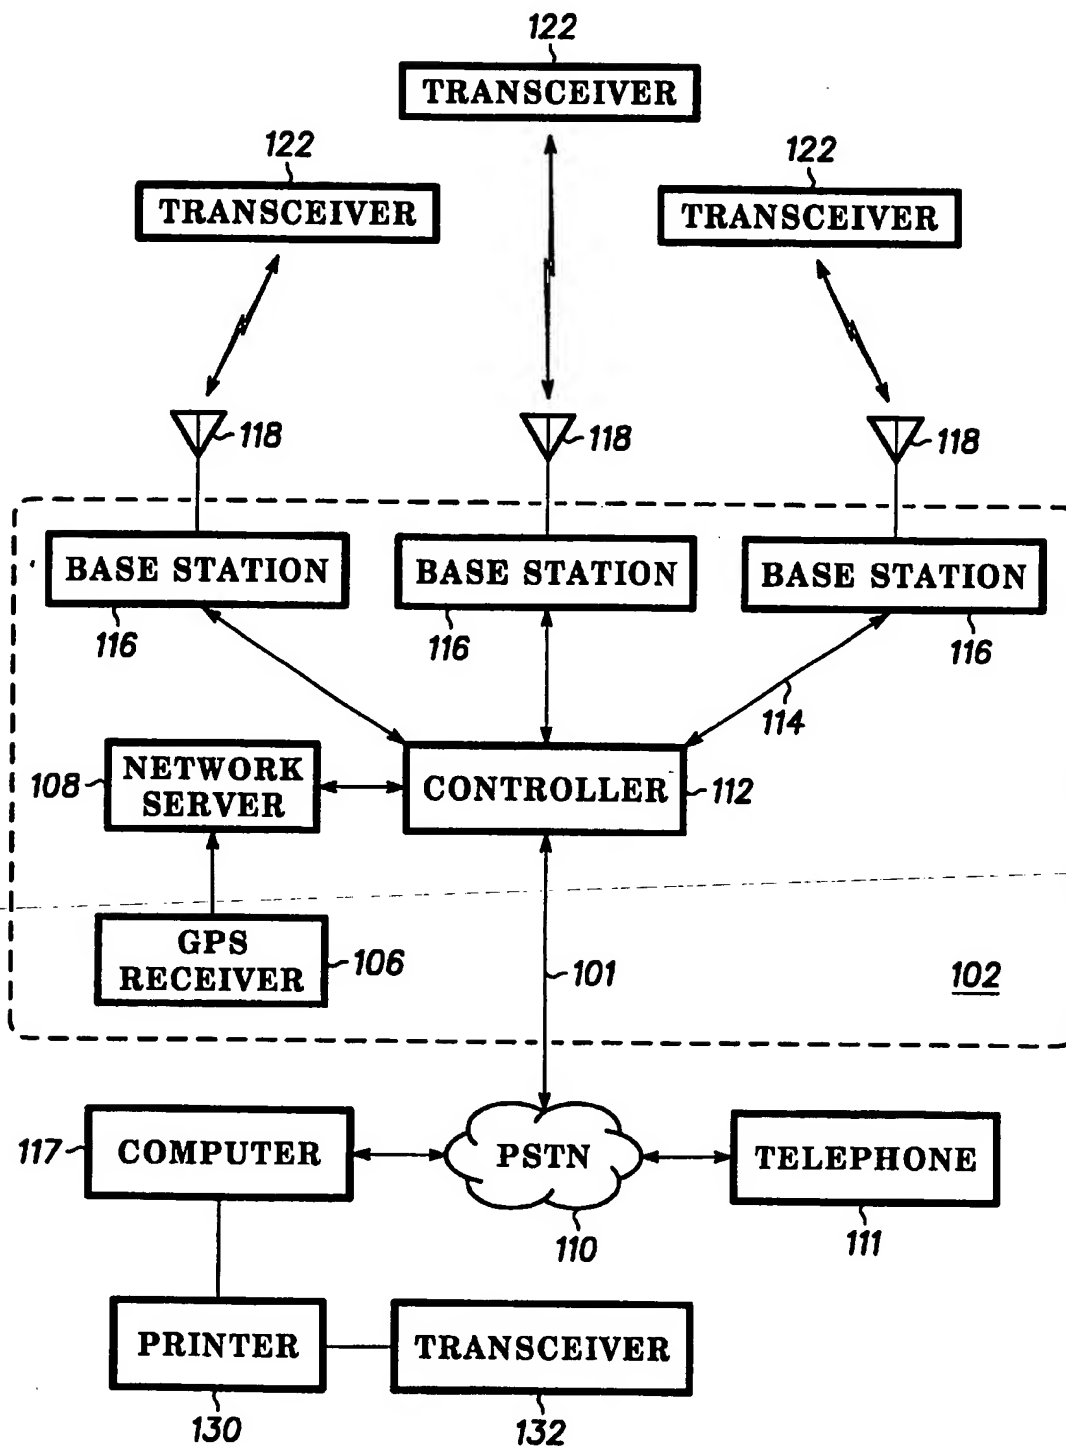 122
TRANSCEIVER
122
TRANSCEIVER
122
TRANSCEIVER
118
118
118
BASE STATION
BASE STATION
BASE STATION
116
116
116
114
108
NETWORK
SERVER
CONTROLLER
112
GPS
RECEIVER
106
101
102
117
COMPUTER
PSTN
TELEPHONE
110
111
PRINTER
TRANSCEIVER
130
132